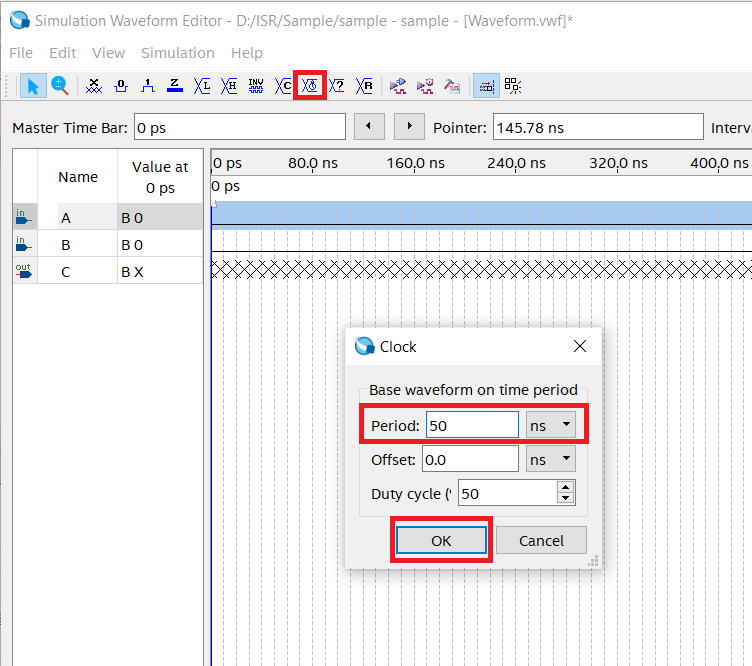 Simulation Waveform Editor - D:/ISR/Sample/sample - sample - [Waveform.vwf]*
File Edit View Simulation Help
X 0 1 Z XL XH INV XC X? XR
Master Time Bar: 0 ps Pointer: 145.78 ns Interva
Name Value at 0 ps
0 ps 80.0 ns 160.0 ns 240.0 ns 320.0 ns 400.0 ns
0 ps
in A B 0
in B B 0
out C B X
Clock
Base waveform on time period
Period: 50 ns
Offset: 0.0 ns
Duty cycle (% 50
OK Cancel